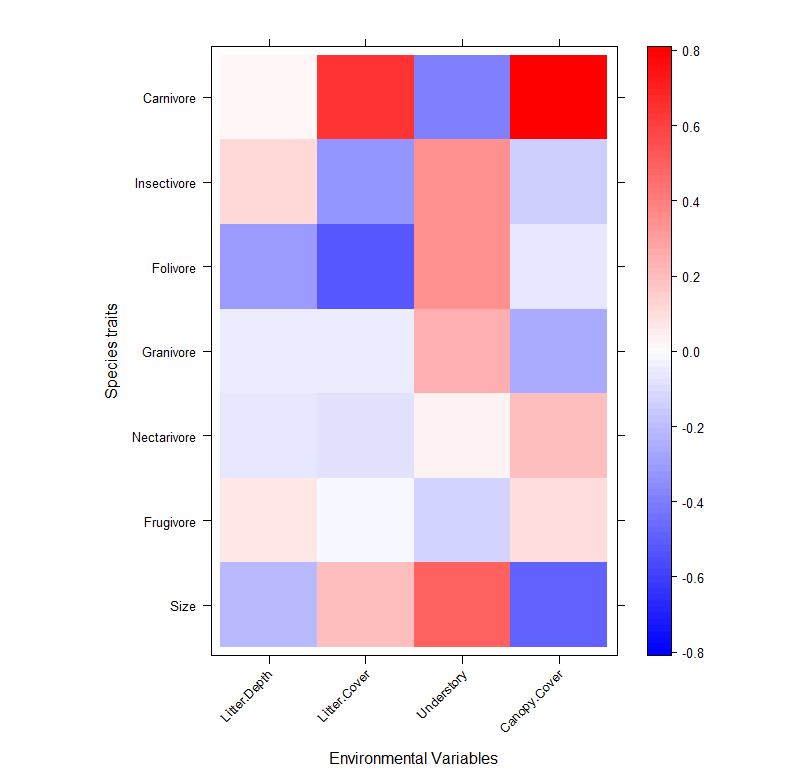 Carnivore
Insectivore
Folivore
Granivore
Nectarivore
Frugivore
Size
Species traits
Litter.Depth
Litter.Cover
Understory
Canopy.Cover
Environmental Variables
0.8
0.6
0.4
0.2
0.0
-0.2
-0.4
-0.6
-0.8